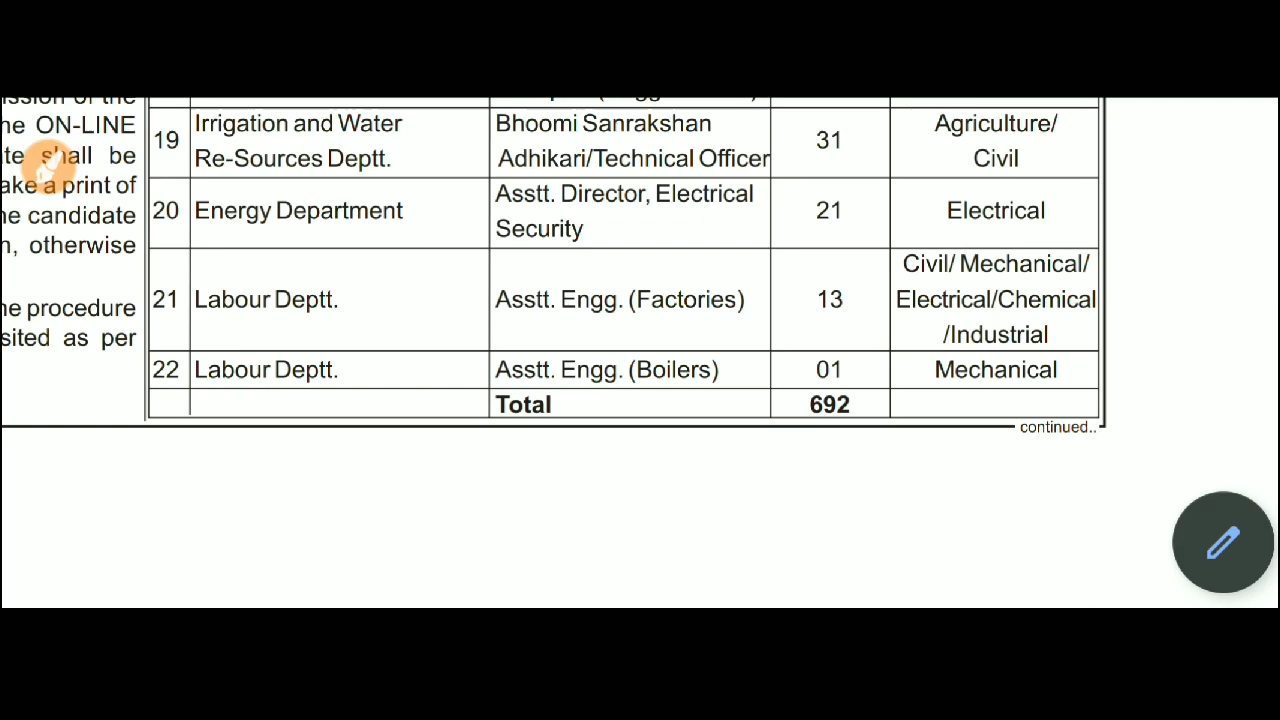 ne ON-LINE
te shall be
ake a print of
ne candidate
n, otherwise
ne procedure
sited as per
19 Irrigation and Water Re-Sources Deptt. Bhoomi Sanrakshan Adhikari/Technical Officer 31 Agriculture/ Civil
20 Energy Department Asstt. Director, Electrical Security 21 Electrical
21 Labour Deptt. Asstt. Engg. (Factories) 13 Civil/ Mechanical/ Electrical/Chemical /Industrial
22 Labour Deptt. Asstt. Engg. (Boilers) 01 Mechanical
Total 692
continued..